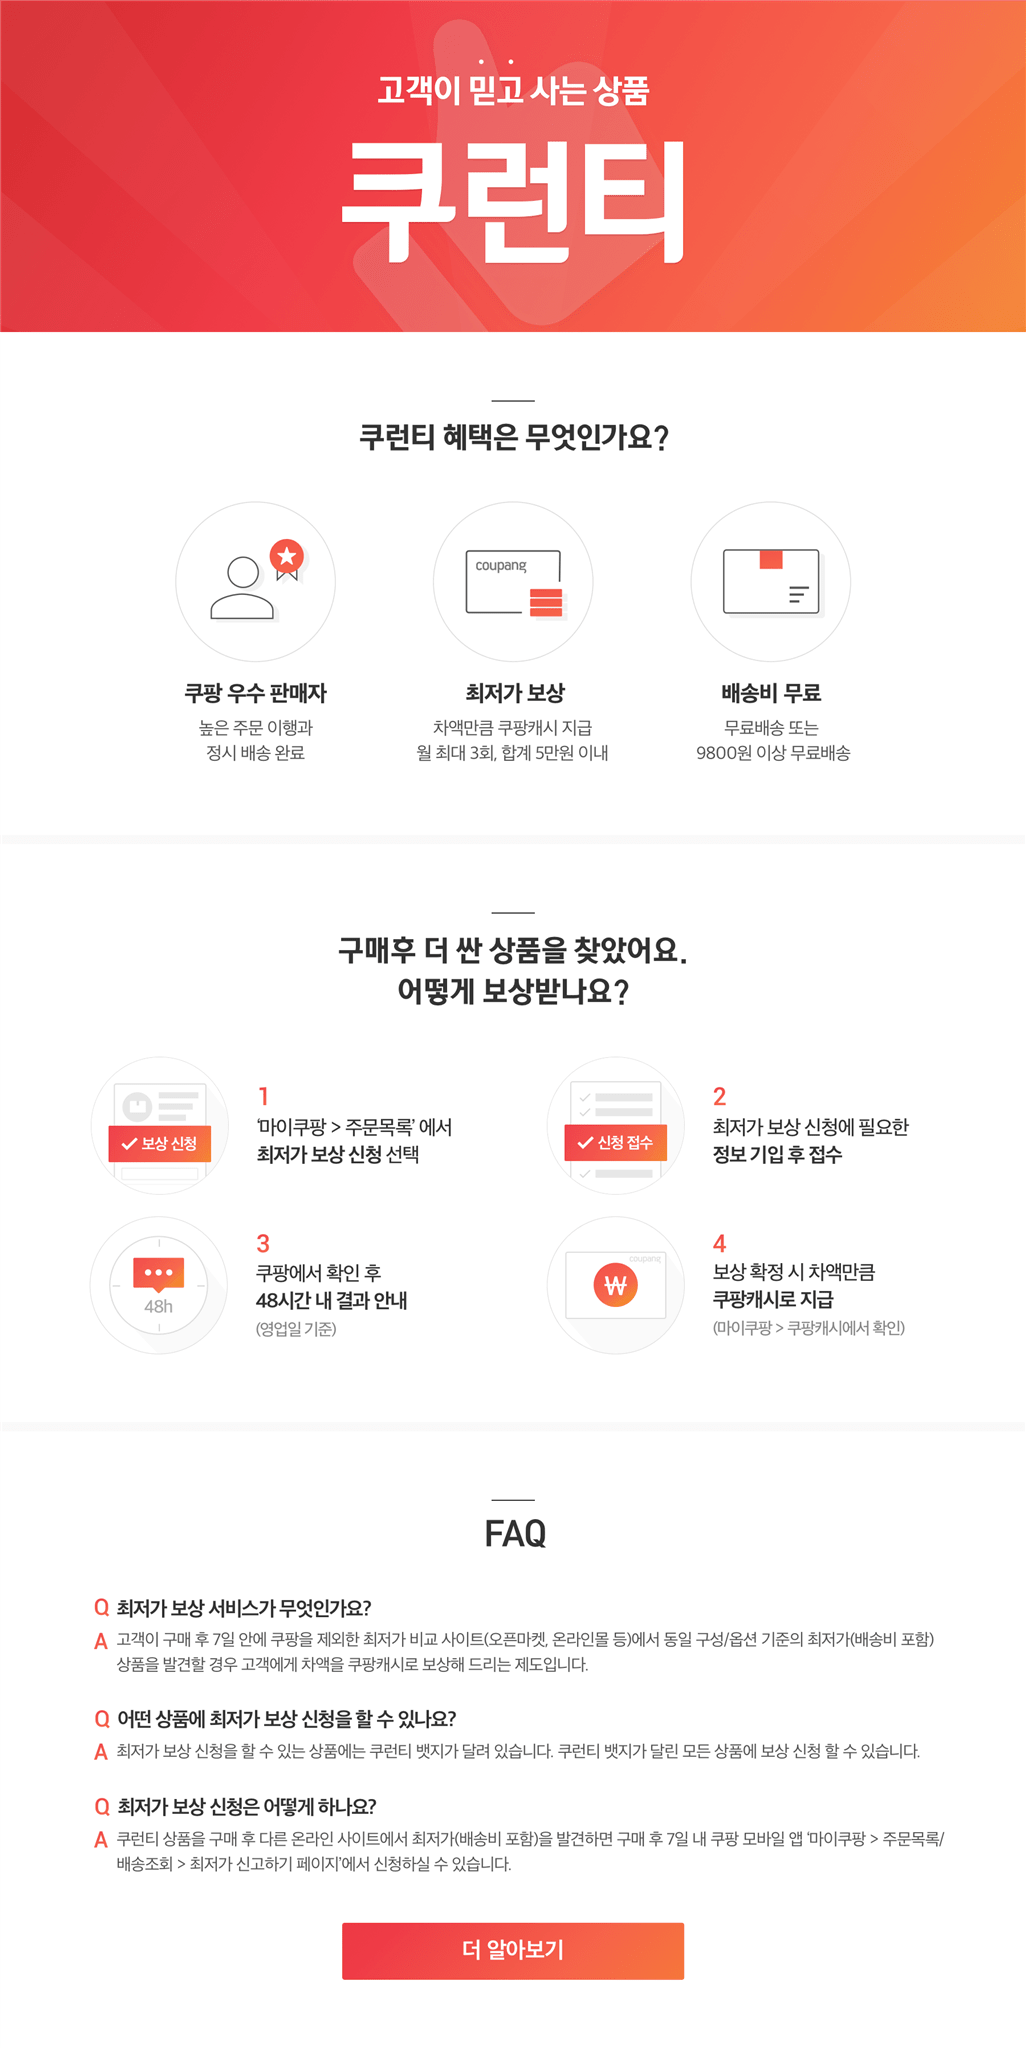 고객이 믿고 사는 상품
쿠런티
쿠런티 혜택은 무엇인가요?
coupang
쿠팡 우수 판매자
높은 주문 이행과
정시 배송 완료
최저가 보상
차액만큼 쿠팡캐시 지급
월 최대 3회, 합계 5만원 이내
배송비 무료
무료배송 또는
9800원 이상 무료배송
구매후 더 싼 상품을 찾았어요.
어떻게 보상받나요?
보상 신청
1
‘마이쿠팡 > 주문목록’ 에서
최저가 보상 신청 선택
신청 접수
2
최저가 보상 신청에 필요한
정보 기입 후 접수
48h
3
쿠팡에서 확인 후
48시간 내 결과 안내
(영업일 기준)
coupang
₩
4
보상 확정 시 차액만큼
쿠팡캐시로 지급
(마이쿠팡 > 쿠팡캐시에서 확인)
FAQ
Q 최저가 보상 서비스가 무엇인가요?
A 고객이 구매 후 7일 안에 쿠팡을 제외한 최저가 비교 사이트(오픈마켓, 온라인몰 등)에서 동일 구성/옵션 기준의 최저가(배송비 포함)
상품을 발견할 경우 고객에게 차액을 쿠팡캐시로 보상해 드리는 제도입니다.
Q 어떤 상품에 최저가 보상 신청을 할 수 있나요?
A 최저가 보상 신청을 할 수 있는 상품에는 쿠런티 뱃지가 달려 있습니다. 쿠런티 뱃지가 달린 모든 상품에 보상 신청 할 수 있습니다.
Q 최저가 보상 신청은 어떻게 하나요?
A 쿠런티 상품을 구매 후 다른 온라인 사이트에서 최저가(배송비 포함)을 발견하면 구매 후 7일 내 쿠팡 모바일 앱 ‘마이쿠팡 > 주문목록/
배송조회 > 최저가 신고하기 페이지’에서 신청하실 수 있습니다.
더 알아보기